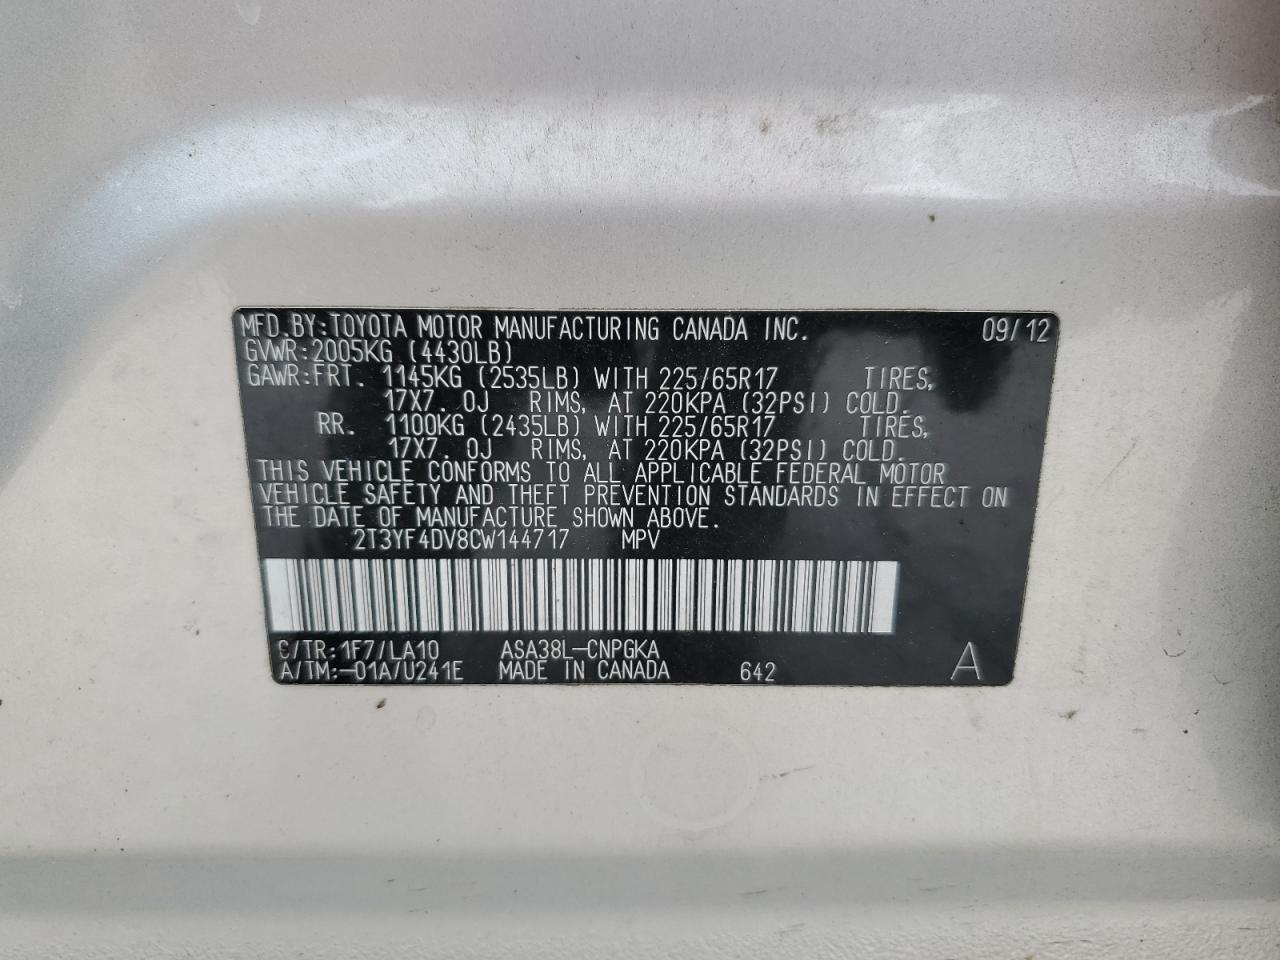 MFD.BY:TOYOTA MOTOR MANUFACTURING CANADA INC. 09/12
GVWR:2005KG (4430LB)
GAWR:FRT. 1145KG (2535LB) WITH 225/65R17 TIRES,
17X7.0J RIMS, AT 220KPA (32PSI) COLD.
RR. 1100KG (2435LB) WITH 225/65R17 TIRES,
17X7.0J RIMS, AT 220KPA (32PSI) COLD.
THIS VEHICLE CONFORMS TO ALL APPLICABLE FEDERAL MOTOR
VEHICLE SAFETY AND THEFT PREVENTION STANDARDS IN EFFECT ON
THE DATE OF MANUFACTURE SHOWN ABOVE.
2T3YF4DV8CW144717 MPV
C/TR:1F7/LA10 ASA38L-CNPGKA
A/TM:-01A/U241E MADE IN CANADA 642 A